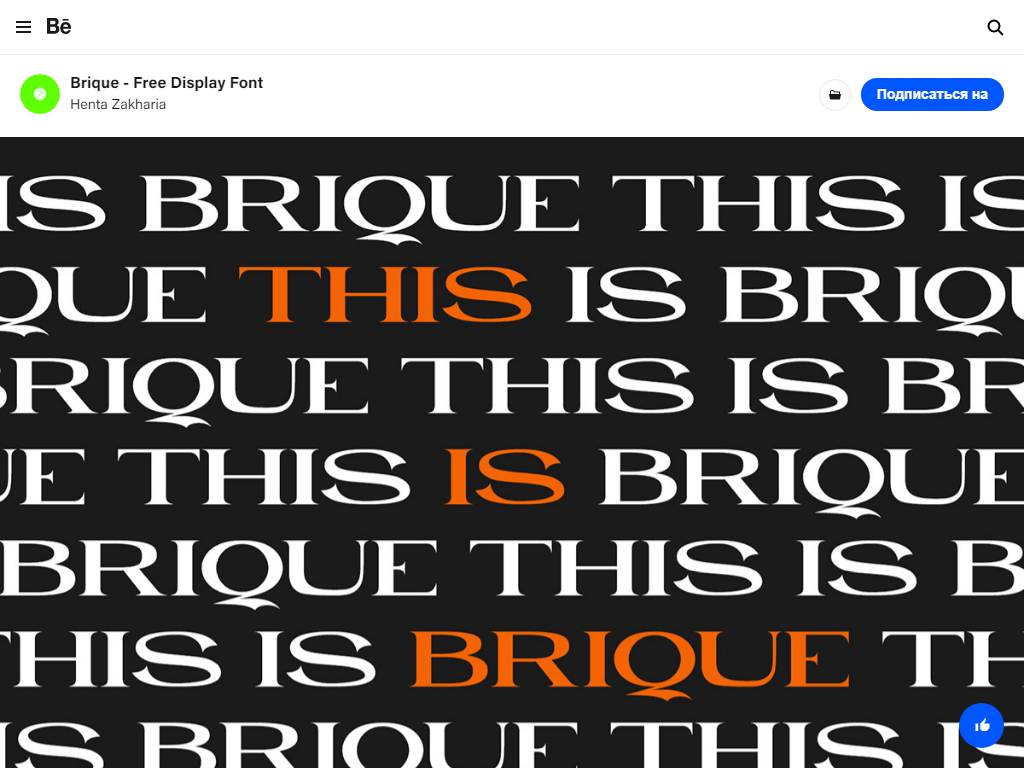 Bē
Brique - Free Display Font
Henta Zakharia
Подписаться на
IS BRIQUE THIS IS
QUE THIS IS BRIQU
BRIQUE THIS IS BR
UE THIS IS BRIQUE
BRIQUE THIS IS B
THIS IS BRIQUE TH
IS BRIQUE THIS IS